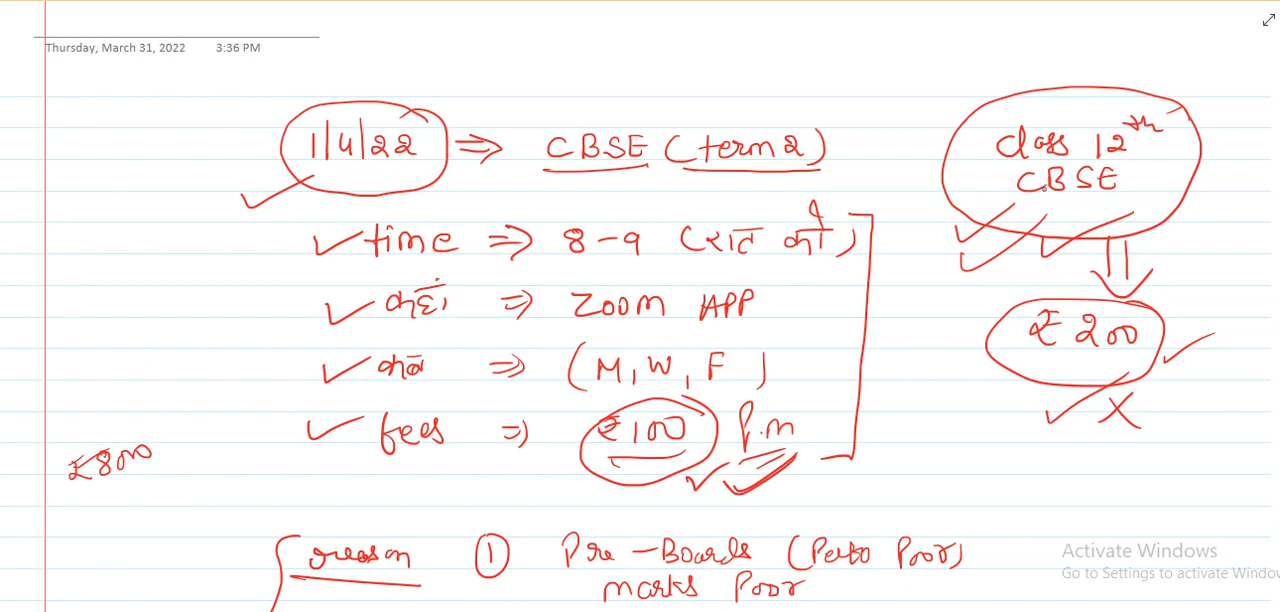 Thursday, March 31, 2022 3:36 PM
1/4/22 ⇒ CBSE (term 2)
time ⇒ 8-9 (रात को)
कहाँ ⇒ ZOOM APP
कब ⇒ (M, W, F)
fees ⇒ ₹100 P.m
Class 12th
CBSE
₹ 200
₹800
reason ① Pre-Boards (Perfo Poor)
marks Poor
Activate Windows
Go to Settings to activate Windo